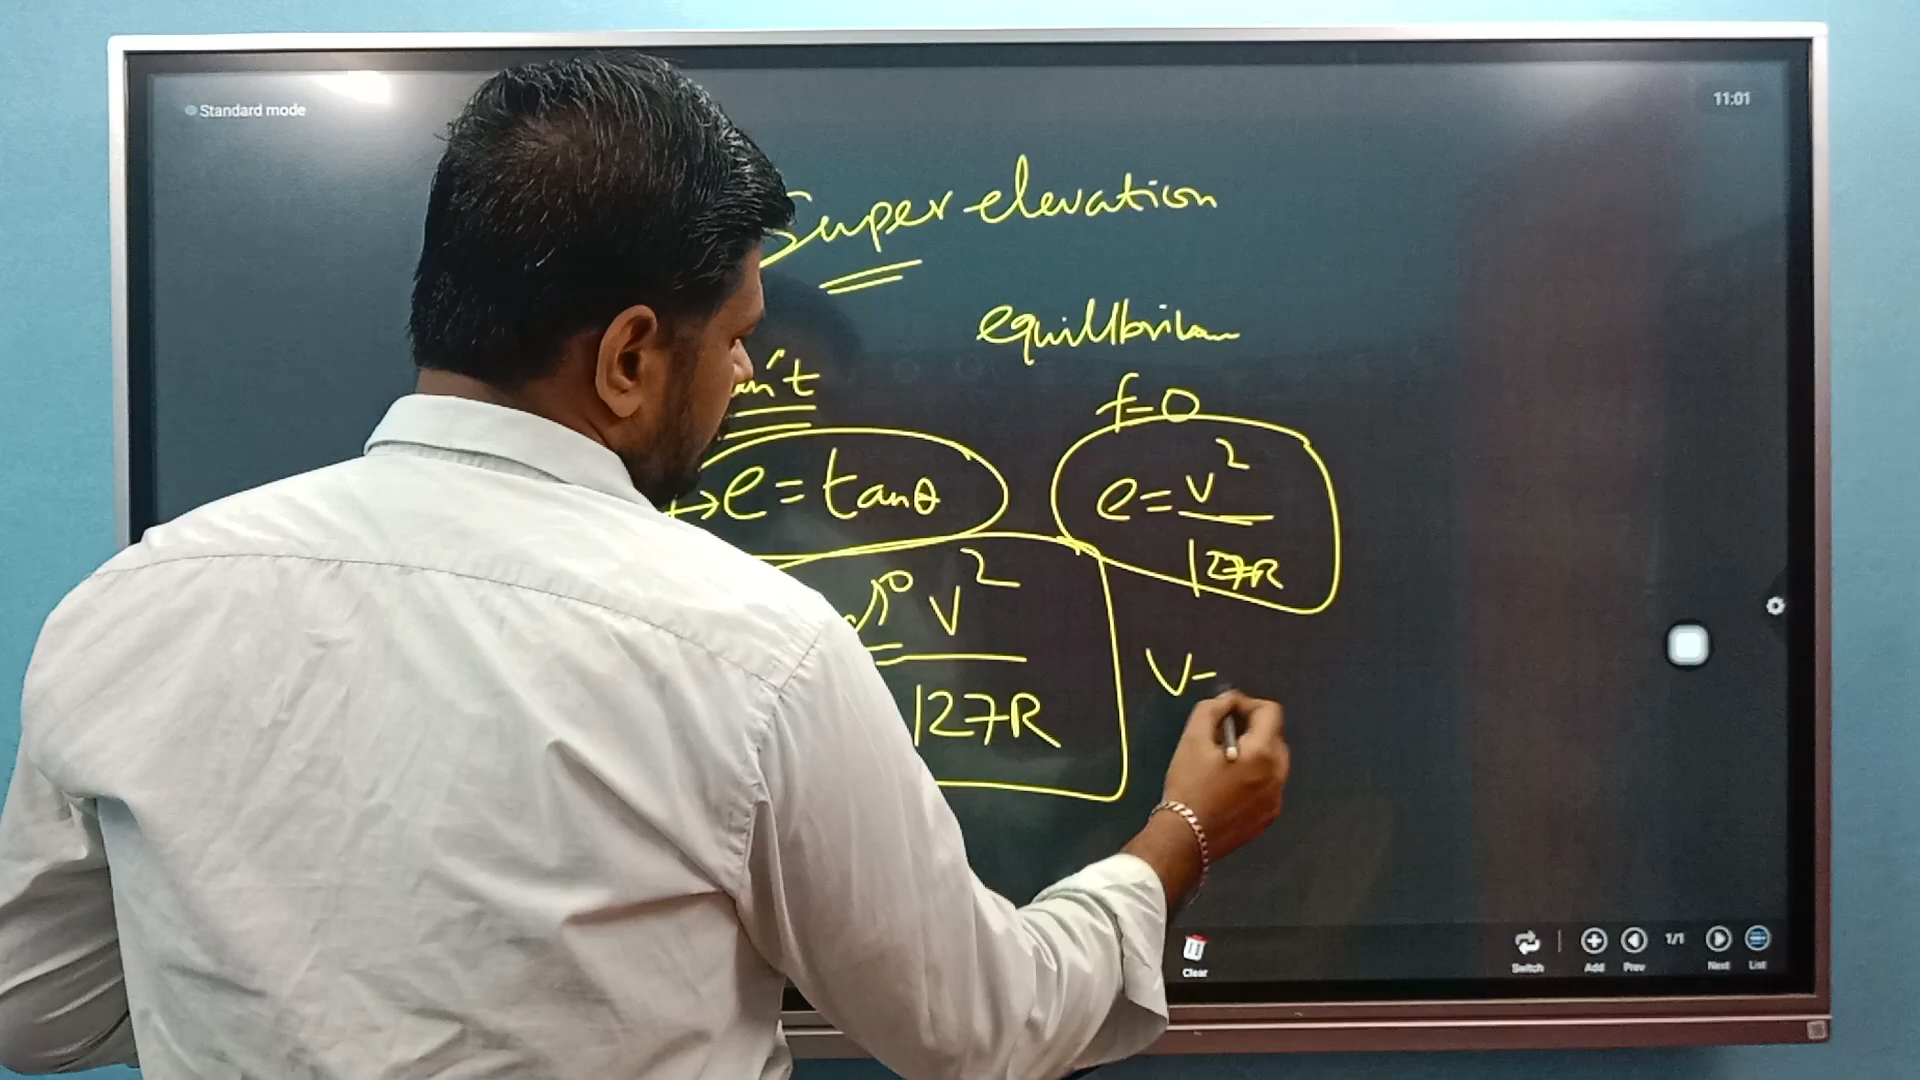 Standard mode
11:01
Super elevation
equillibrium
f=0
→e = tanθ
e = V²/127R
V²
127R
V-
Clear
Switch
Add
Prev
1/1
Next
List